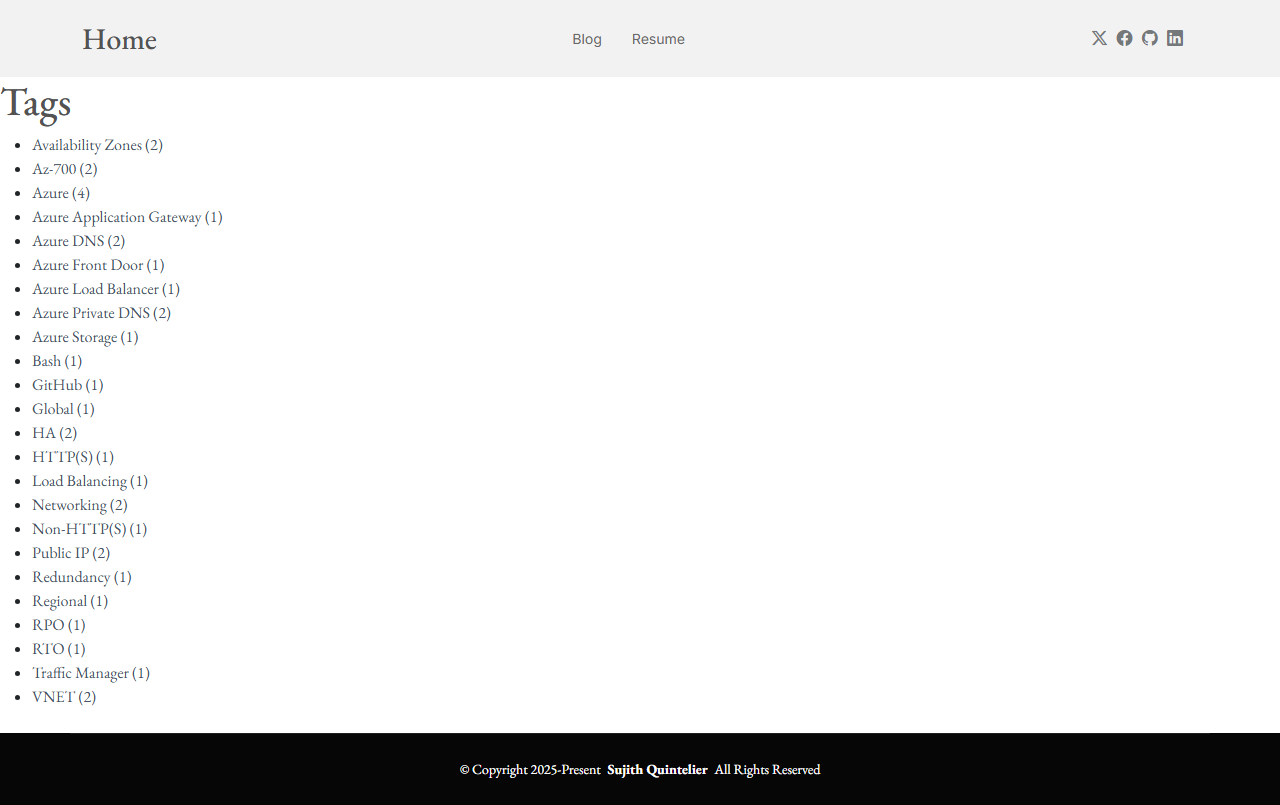 Home
Blog Resume
Tags
Availability Zones (2)
Az-700 (2)
Azure (4)
Azure Application Gateway (1)
Azure DNS (2)
Azure Front Door (1)
Azure Load Balancer (1)
Azure Private DNS (2)
Azure Storage (1)
Bash (1)
GitHub (1)
Global (1)
HA (2)
HTTP(S) (1)
Load Balancing (1)
Networking (2)
Non-HTTP(S) (1)
Public IP (2)
Redundancy (1)
Regional (1)
RPO (1)
RTO (1)
Traffic Manager (1)
VNET (2)
© Copyright 2025-Present Sujith Quintelier All Rights Reserved